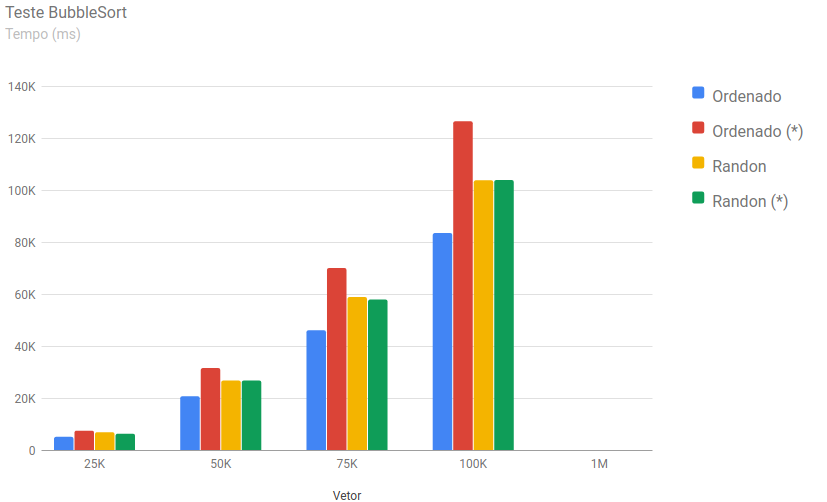 Teste BubbleSort
Tempo (ms)
140K
120K
100K
80K
60K
40K
20K
0
25K
50K
75K
100K
1M
Vetor
Ordenado
Ordenado (*)
Randon
Randon (*)